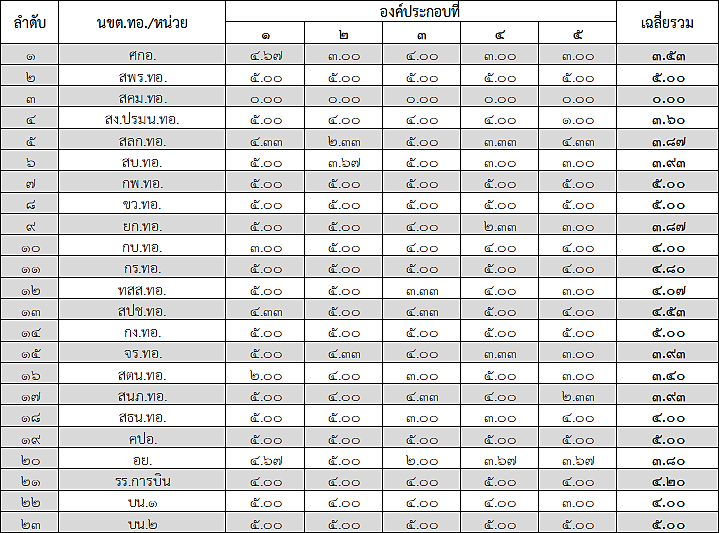 ลำดับ นขต.ทอ./หน่วย องค์ประกอบที่ เฉลี่ยรวม
๑ ๒ ๓ ๔ ๕
๑ ศกอ. ๔.๖๗ ๓.๐๐ ๔.๐๐ ๓.๐๐ ๓.๐๐ ๓.๕๓
๒ สพร.ทอ. ๕.๐๐ ๕.๐๐ ๕.๐๐ ๕.๐๐ ๕.๐๐ ๕.๐๐
๓ สคม.ทอ. ๐.๐๐ ๐.๐๐ ๐.๐๐ ๐.๐๐ ๐.๐๐ ๐.๐๐
๔ สง.ปรมน.ทอ. ๕.๐๐ ๔.๐๐ ๔.๐๐ ๔.๐๐ ๑.๐๐ ๓.๖๐
๕ สลก.ทอ. ๔.๓๓ ๒.๓๓ ๕.๐๐ ๓.๓๓ ๔.๓๓ ๓.๘๗
๖ สบ.ทอ. ๕.๐๐ ๓.๖๗ ๕.๐๐ ๓.๐๐ ๓.๐๐ ๓.๙๓
๗ กพ.ทอ. ๕.๐๐ ๕.๐๐ ๕.๐๐ ๕.๐๐ ๕.๐๐ ๕.๐๐
๘ ขว.ทอ. ๕.๐๐ ๕.๐๐ ๕.๐๐ ๕.๐๐ ๕.๐๐ ๕.๐๐
๙ ยก.ทอ. ๕.๐๐ ๕.๐๐ ๔.๐๐ ๒.๓๓ ๓.๐๐ ๓.๘๗
๑๐ กบ.ทอ. ๓.๐๐ ๕.๐๐ ๔.๐๐ ๔.๐๐ ๔.๐๐ ๔.๐๐
๑๑ กร.ทอ. ๕.๐๐ ๕.๐๐ ๕.๐๐ ๕.๐๐ ๔.๐๐ ๔.๘๐
๑๒ ทสส.ทอ. ๕.๐๐ ๕.๐๐ ๓.๓๓ ๔.๐๐ ๓.๐๐ ๔.๐๗
๑๓ สปช.ทอ. ๔.๓๓ ๕.๐๐ ๔.๓๓ ๕.๐๐ ๔.๐๐ ๔.๕๓
๑๔ กง.ทอ. ๕.๐๐ ๕.๐๐ ๕.๐๐ ๕.๐๐ ๕.๐๐ ๕.๐๐
๑๕ จร.ทอ. ๕.๐๐ ๔.๓๓ ๔.๐๐ ๓.๓๓ ๓.๐๐ ๓.๙๓
๑๖ สตน.ทอ. ๒.๐๐ ๔.๐๐ ๓.๐๐ ๕.๐๐ ๓.๐๐ ๓.๔๐
๑๗ สนภ.ทอ. ๕.๐๐ ๔.๐๐ ๔.๓๓ ๔.๐๐ ๒.๓๓ ๓.๙๓
๑๘ สธน.ทอ. ๕.๐๐ ๕.๐๐ ๓.๐๐ ๓.๐๐ ๔.๐๐ ๔.๐๐
๑๙ คปอ. ๕.๐๐ ๕.๐๐ ๕.๐๐ ๕.๐๐ ๕.๐๐ ๕.๐๐
๒๐ อย. ๔.๖๗ ๕.๐๐ ๒.๐๐ ๓.๖๗ ๓.๖๗ ๓.๘๐
๒๑ รร.การบิน ๔.๐๐ ๔.๐๐ ๔.๐๐ ๕.๐๐ ๔.๐๐ ๔.๒๐
๒๒ บน.๑ ๕.๐๐ ๔.๐๐ ๔.๐๐ ๔.๐๐ ๓.๐๐ ๔.๐๐
๒๓ บน.๒ ๕.๐๐ ๕.๐๐ ๕.๐๐ ๕.๐๐ ๕.๐๐ ๕.๐๐